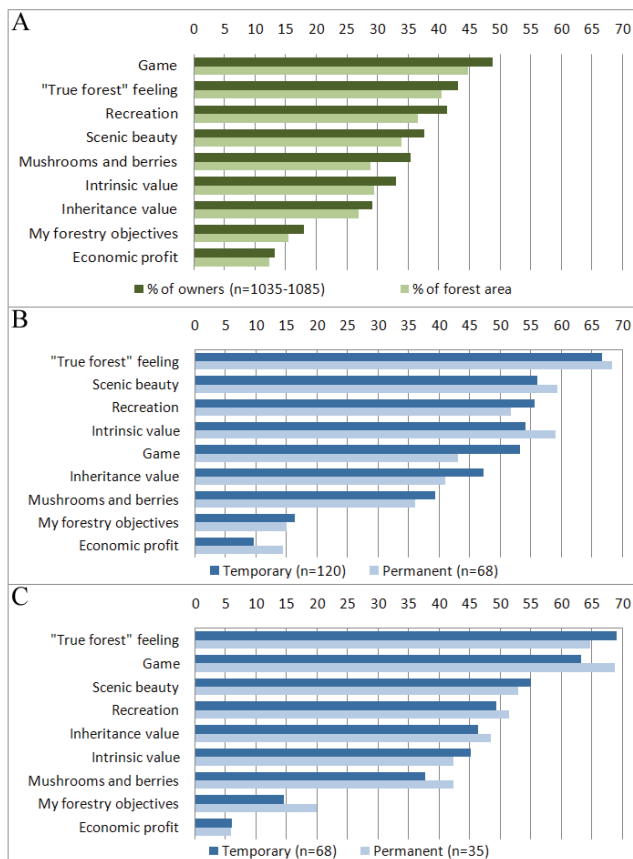 A
0 5 10 15 20 25 30 35 40 45 50 55 60 65 70
Game
"True forest" feeling
Recreation
Scenic beauty
Mushrooms and berries
Intrinsic value
Inheritance value
My forestry objectives
Economic profit
% of owners (n=1035-1085) % of forest area
B
0 5 10 15 20 25 30 35 40 45 50 55 60 65 70
"True forest" feeling
Scenic beauty
Recreation
Intrinsic value
Game
Inheritance value
Mushrooms and berries
My forestry objectives
Economic profit
Temporary (n=120) Permanent (n=68)
C
0 5 10 15 20 25 30 35 40 45 50 55 60 65 70
"True forest" feeling
Game
Scenic beauty
Recreation
Inheritance value
Intrinsic value
Mushrooms and berries
My forestry objectives
Economic profit
Temporary (n=68) Permanent (n=35)